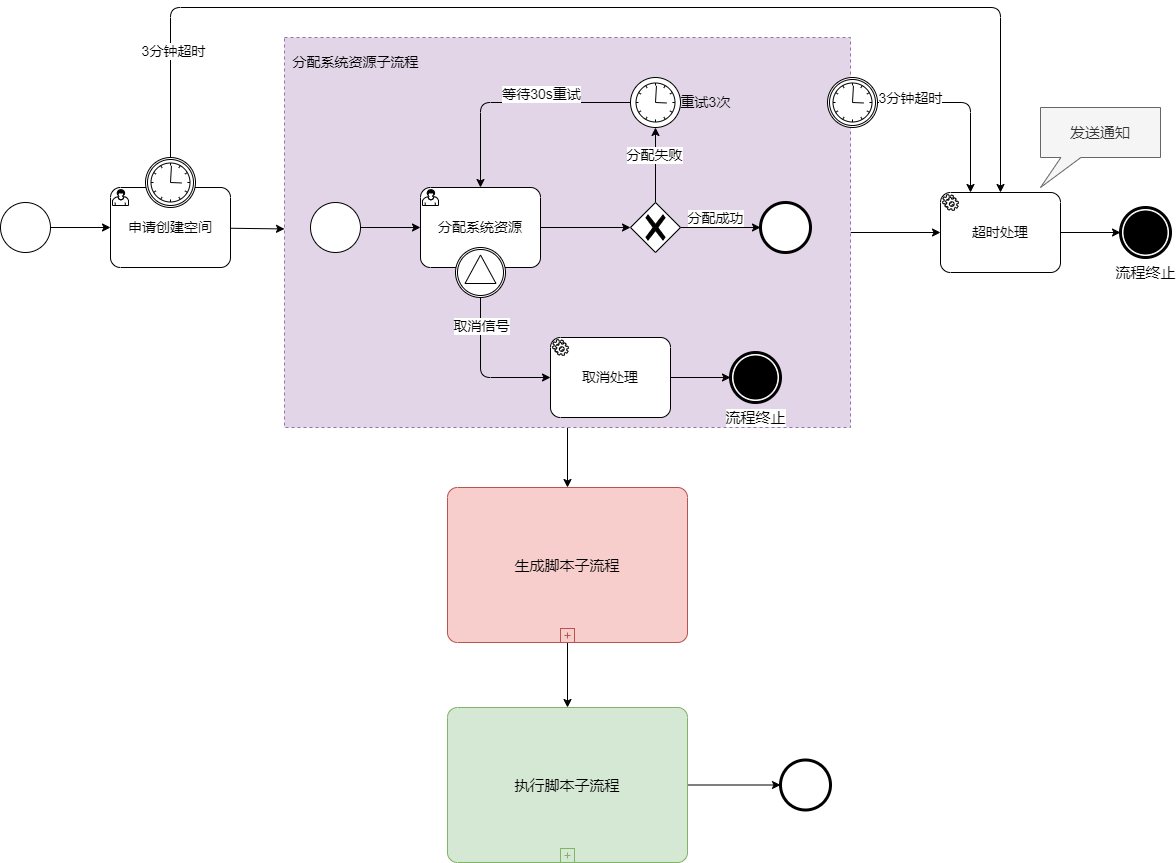 3分钟超时
分配系统资源子流程
等待30s重试
重试3次
3分钟超时
发送通知
分配失败
申请创建空间
分配系统资源
分配成功
超时处理
流程终止
取消信号
取消处理
流程终止
生成脚本子流程
执行脚本子流程